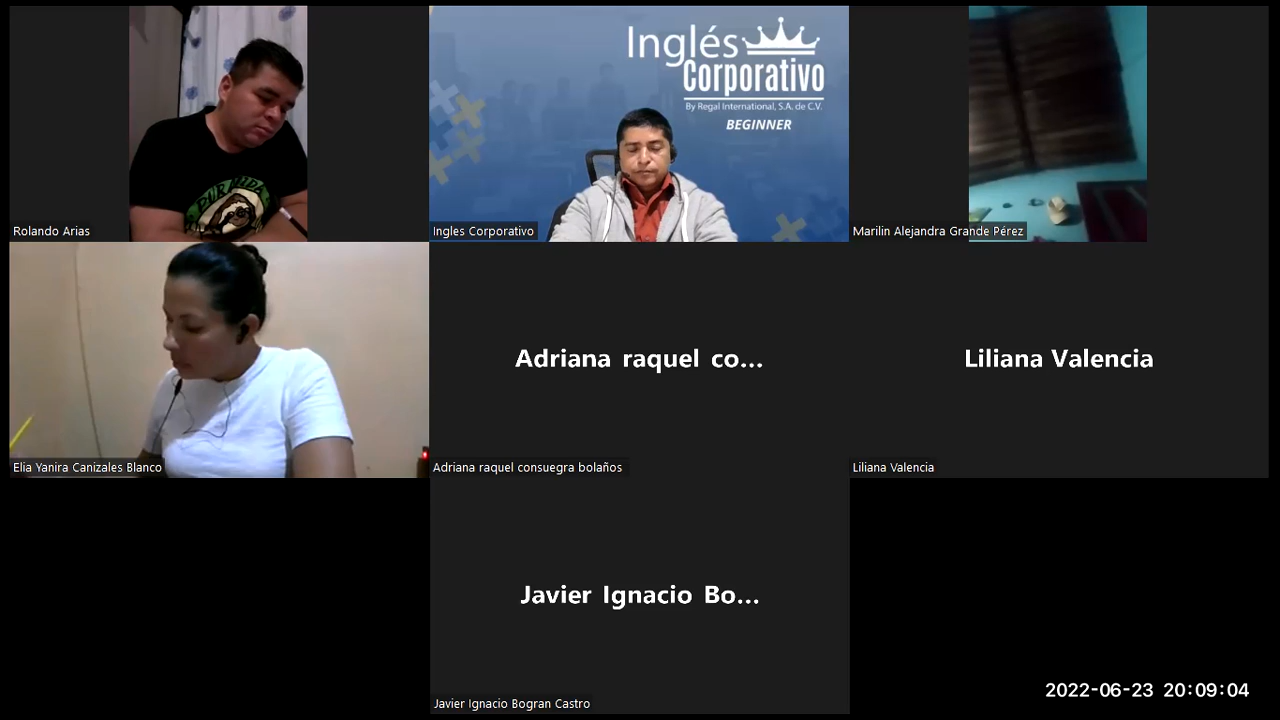 Inglés
Corporativo
By Regal International, S.A. de C.V.
BEGINNER
Rolando Arias
Ingles Corporativo
Marilin Alejandra Grande Pérez
Adriana raquel co...
Liliana Valencia
Elia Yanira Canizales Blanco
Adriana raquel consuegra bolaños
Liliana Valencia
Javier Ignacio Bo...
Javier Ignacio Bogran Castro
2022-06-23 20:09:04